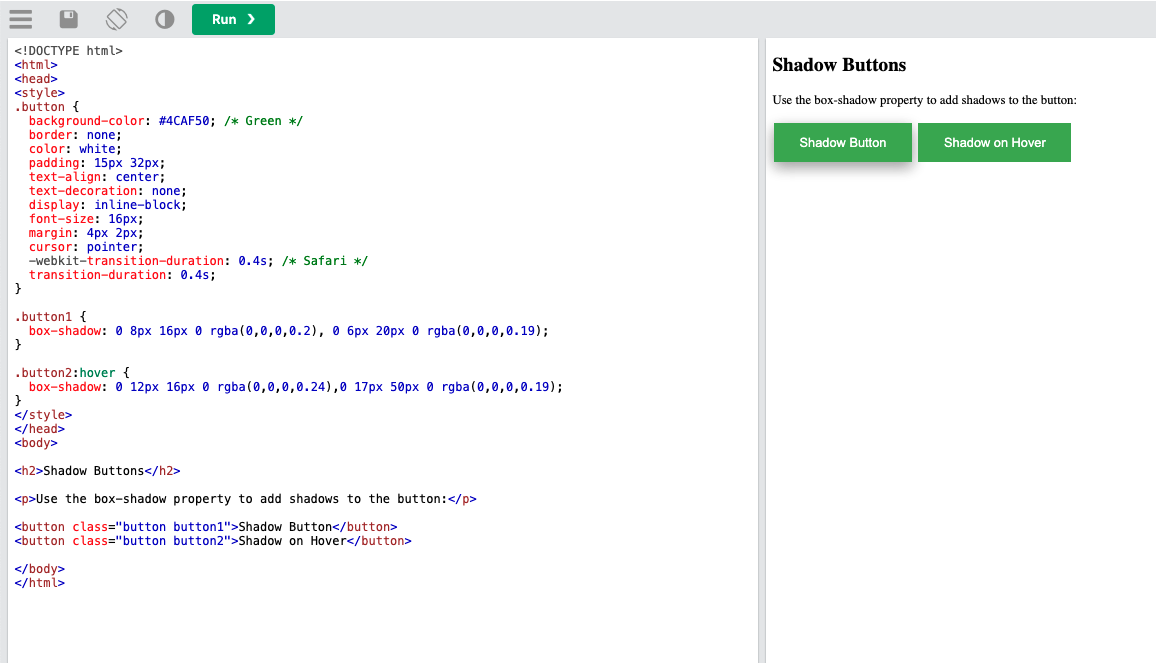 Run ❯
<!DOCTYPE html>
<html>
<head>
<style>
.button {
  background-color: #4CAF50; /* Green */
  border: none;
  color: white;
  padding: 15px 32px;
  text-align: center;
  text-decoration: none;
  display: inline-block;
  font-size: 16px;
  margin: 4px 2px;
  cursor: pointer;
  -webkit-transition-duration: 0.4s; /* Safari */
  transition-duration: 0.4s;
}

.button1 {
  box-shadow: 0 8px 16px 0 rgba(0,0,0,0.2), 0 6px 20px 0 rgba(0,0,0,0.19);
}

.button2:hover {
  box-shadow: 0 12px 16px 0 rgba(0,0,0,0.24),0 17px 50px 0 rgba(0,0,0,0.19);
}
</style>
</head>
<body>

<h2>Shadow Buttons</h2>

<p>Use the box-shadow property to add shadows to the button:</p>

<button class="button button1">Shadow Button</button>
<button class="button button2">Shadow on Hover</button>

</body>
</html>
Shadow Buttons
Use the box-shadow property to add shadows to the button:
Shadow Button Shadow on Hover